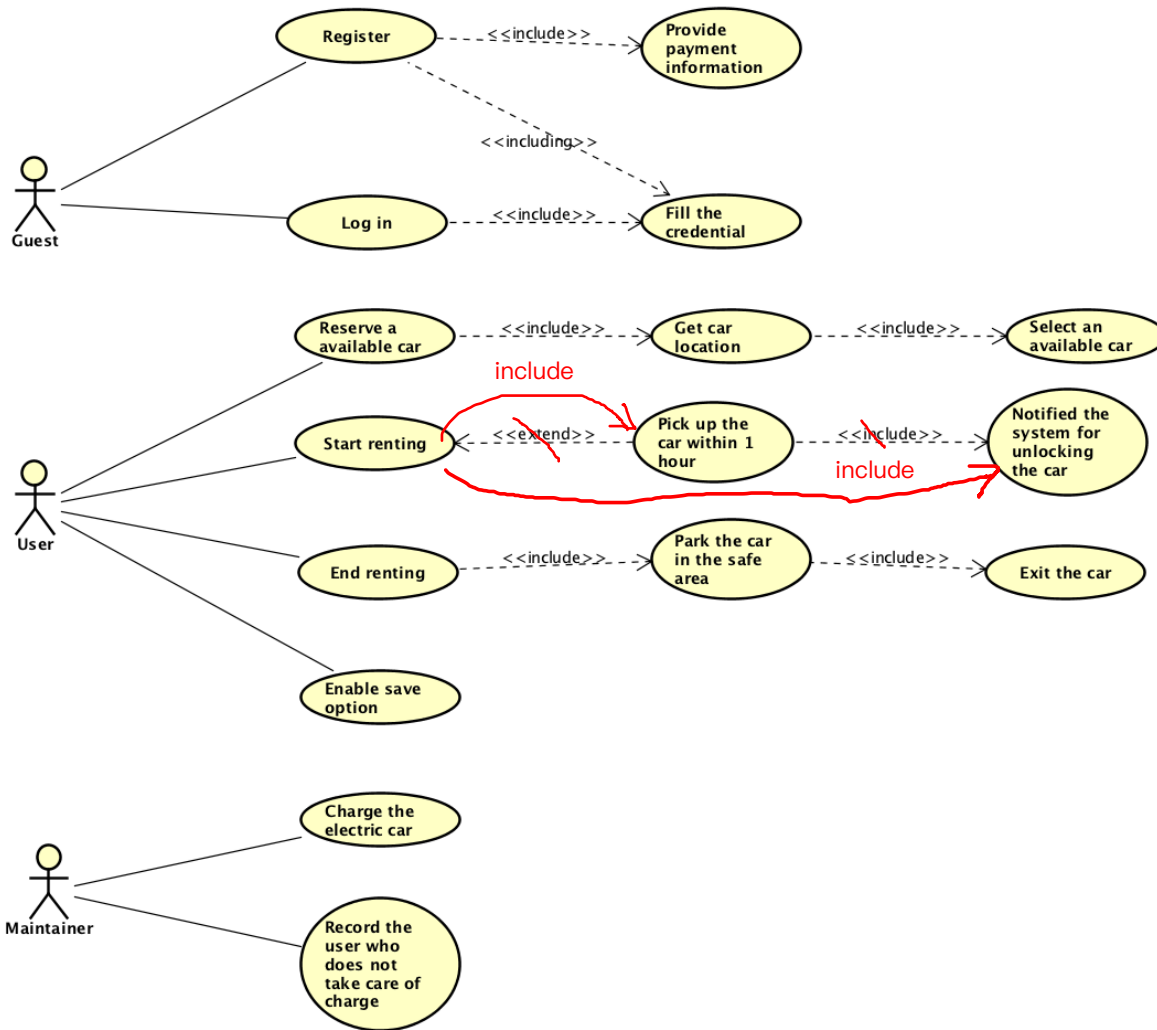 Register
<<include>>
Provide
payment
information
<<including>>
Guest
Log in
<<include>>
Fill the
credential
Reserve a
available car
<<include>>
Get car
location
<<include>>
Select an
available car
include
Start renting
<<extend>>
Pick up the
car within 1
hour
<<include>>
Notified the
system for
unlocking
the car
include
User
End renting
<<include>>
Park the car
in the safe
area
<<include>>
Exit the car
Enable save
option
Charge the
electric car
Maintainer
Record the
user who
does not
take care of
charge